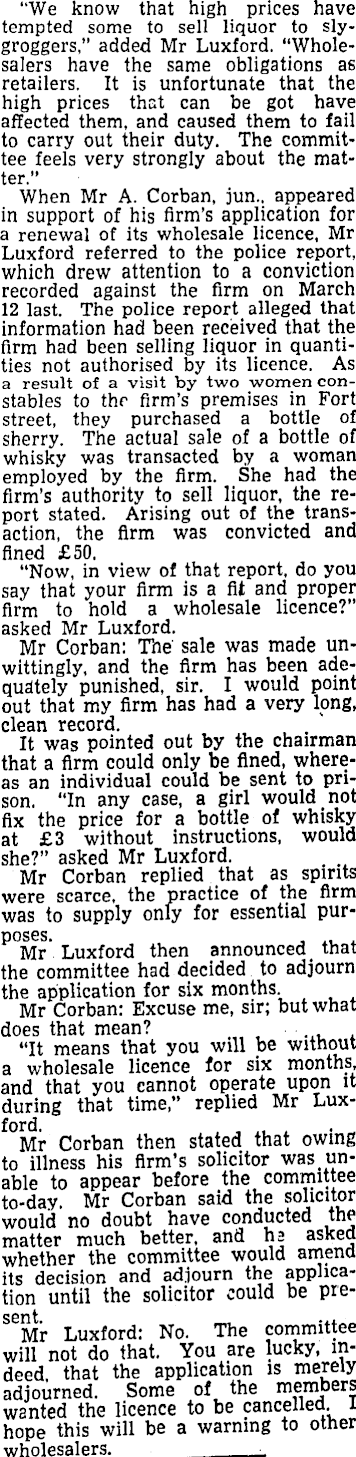 "We know that high prices have
tempted some to sell liquor to sly-
groggers," added Mr Luxford. "Whole-
salers have the same obligations as
retailers. It is unfortunate that the
high prices that can be got have
affected them, and caused them to fail
to carry out their duty. The commit-
tee feels very strongly about the mat-
ter."
When Mr A. Corban, jun., appeared
in support of his firm's application for
a renewal of its wholesale licence, Mr
Luxford referred to the police report,
which drew attention to a conviction
recorded against the firm on March
12 last. The police report alleged that
information had been received that the
firm had been selling liquor in quanti-
ties not authorised by its licence. As
a result of a visit by two women con-
stables to the firm's premises in Fort
street, they purchased a bottle of
sherry. The actual sale of a bottle of
whisky was transacted by a woman
employed by the firm. She had the
firm's authority to sell liquor, the re-
port stated. Arising out of the trans-
action, the firm was convicted and
fined £50.
"Now, in view of that report, do you
say that your firm is a fit and proper
firm to hold a wholesale licence?"
asked Mr Luxford.
Mr Corban: The sale was made un-
wittingly, and the firm has been ade-
quately punished, sir. I would point
out that my firm has had a very long,
clean record.
It was pointed out by the chairman
that a firm could only be fined, where-
as an individual could be sent to pri-
son. "In any case, a girl would not
fix the price for a bottle of whisky
at £3 without instructions, would
she?" asked Mr Luxford.
Mr Corban replied that as spirits
were scarce, the practice of the firm
was to supply only for essential pur-
poses.
Mr Luxford then announced that
the committee had decided to adjourn
the application for six months.
Mr Corban: Excuse me, sir; but what
does that mean?
"It means that you will be without
a wholesale licence for six months,
and that you cannot operate upon it
during that time," replied Mr Lux-
ford.
Mr Corban then stated that owing
to illness his firm's solicitor was un-
able to appear before the committee
to-day. Mr Corban said the solicitor
would no doubt have conducted the
matter much better, and he asked
whether the committee would amend
its decision and adjourn the applica-
tion until the solicitor could be pre-
sent.
Mr Luxford: No. The committee
will not do that. You are lucky, in-
deed, that the application is merely
adjourned. Some of the members
wanted the licence to be cancelled. I
hope this will be a warning to other
wholesalers.